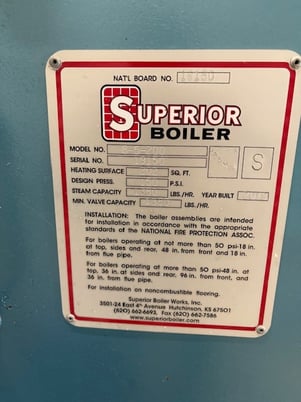 NAT'L BOARD NO.
SUPERIOR
BOILER
MODEL NO.
SERIAL NO.
S
HEATING SURFACE SQ. FT.
DESIGN PRESS. P.S.I.
STEAM CAPACITY LBS./HR. YEAR BUILT
MIN. VALVE CAPACITY LBS./HR.
INSTALLATION: The boiler assemblies are intended
for installation in accordance with the appropriate
standards of the NATIONAL FIRE PROTECTION ASSOC.
For boilers operating of not more than 50 psi-18 in.
at top, sides and rear, 48 in. from front and 18 in.
from flue pipe.
For boilers operating of more than 50 psi-48 in. at
top, 36 in. at sides and rear, 96 in. from front, and
36 in. from flue pipe.
For installation on noncombustible flooring.
Superior Boiler Works, Inc.
3501-24 East 4th Avenue Hutchinson, KS 67501
(620) 662-6693, Fax (620) 662-7586
www.superiorboiler.com